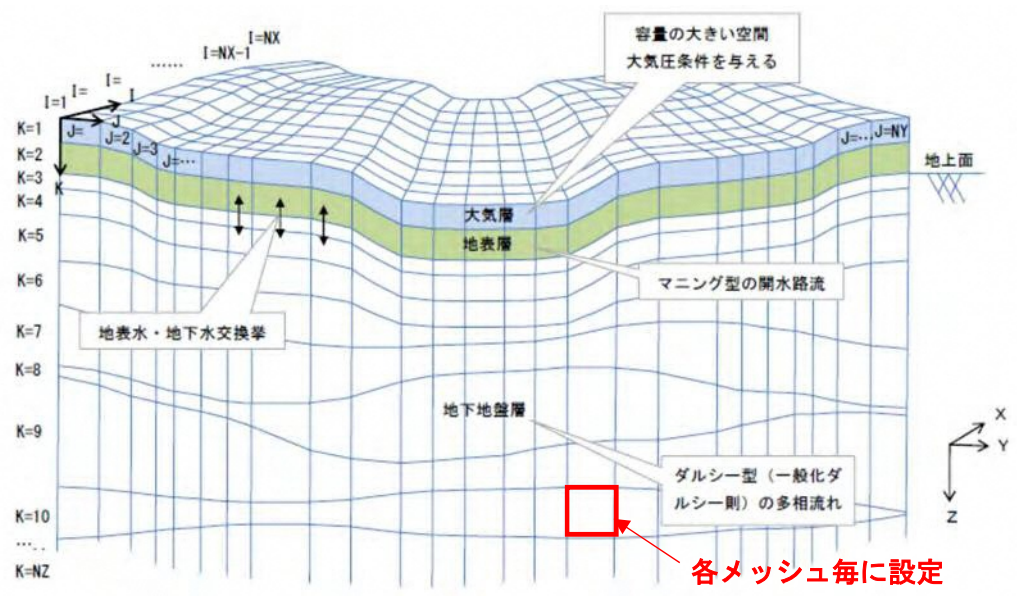 I=NX
I=NX-1
……
I=
I=
I=1
I
J
K
K=1
K=2
K=3
K=4
K=5
K=6
K=7
K=8
K=9
K=10
…..
K=NZ
J=
J=2
J=3
J=…
J=…
J=NY
容量の大きい空間
大気圧条件を与える
地上面
大気層
地表層
マニング型の開水路流
地表水・地下水交換挙
地下地盤層
ダルシー型（一般化ダ
ルシー則）の多相流れ
X
Y
Z
各メッシュ毎に設定